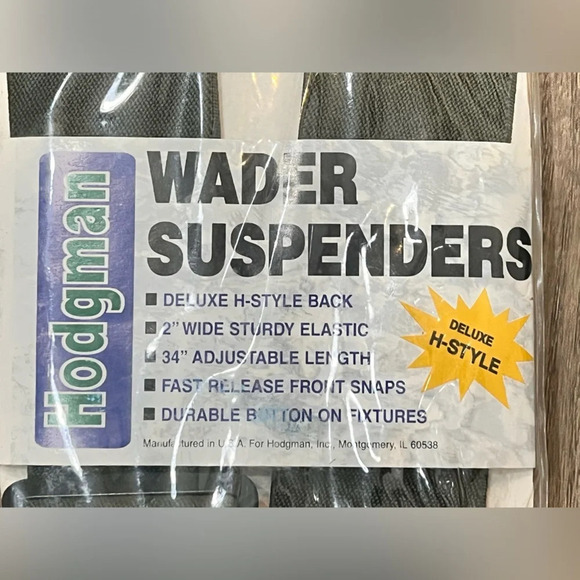 Hodgman
WADER
SUSPENDERS
■ DELUXE H-STYLE BACK
■ 2" WIDE STURDY ELASTIC
■ 34" ADJUSTABLE LENGTH
■ FAST RELEASE FRONT SNAPS
■ DURABLE BUTTON ON FIXTURES
DELUXE
H-STYLE
Manufactured in U.S.A. For Hodgman, Inc., Montgomery, IL 60538